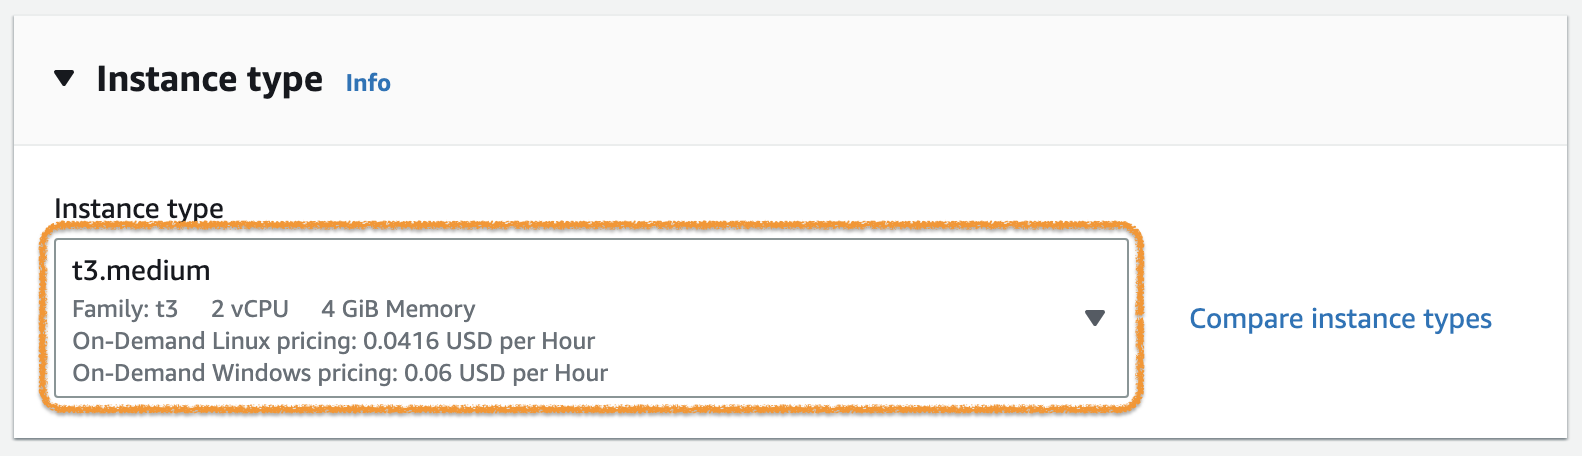 Instance type Info
Instance type
t3.medium
Family: t3 2 vCPU 4 GiB Memory
On-Demand Linux pricing: 0.0416 USD per Hour
On-Demand Windows pricing: 0.06 USD per Hour
Compare instance types